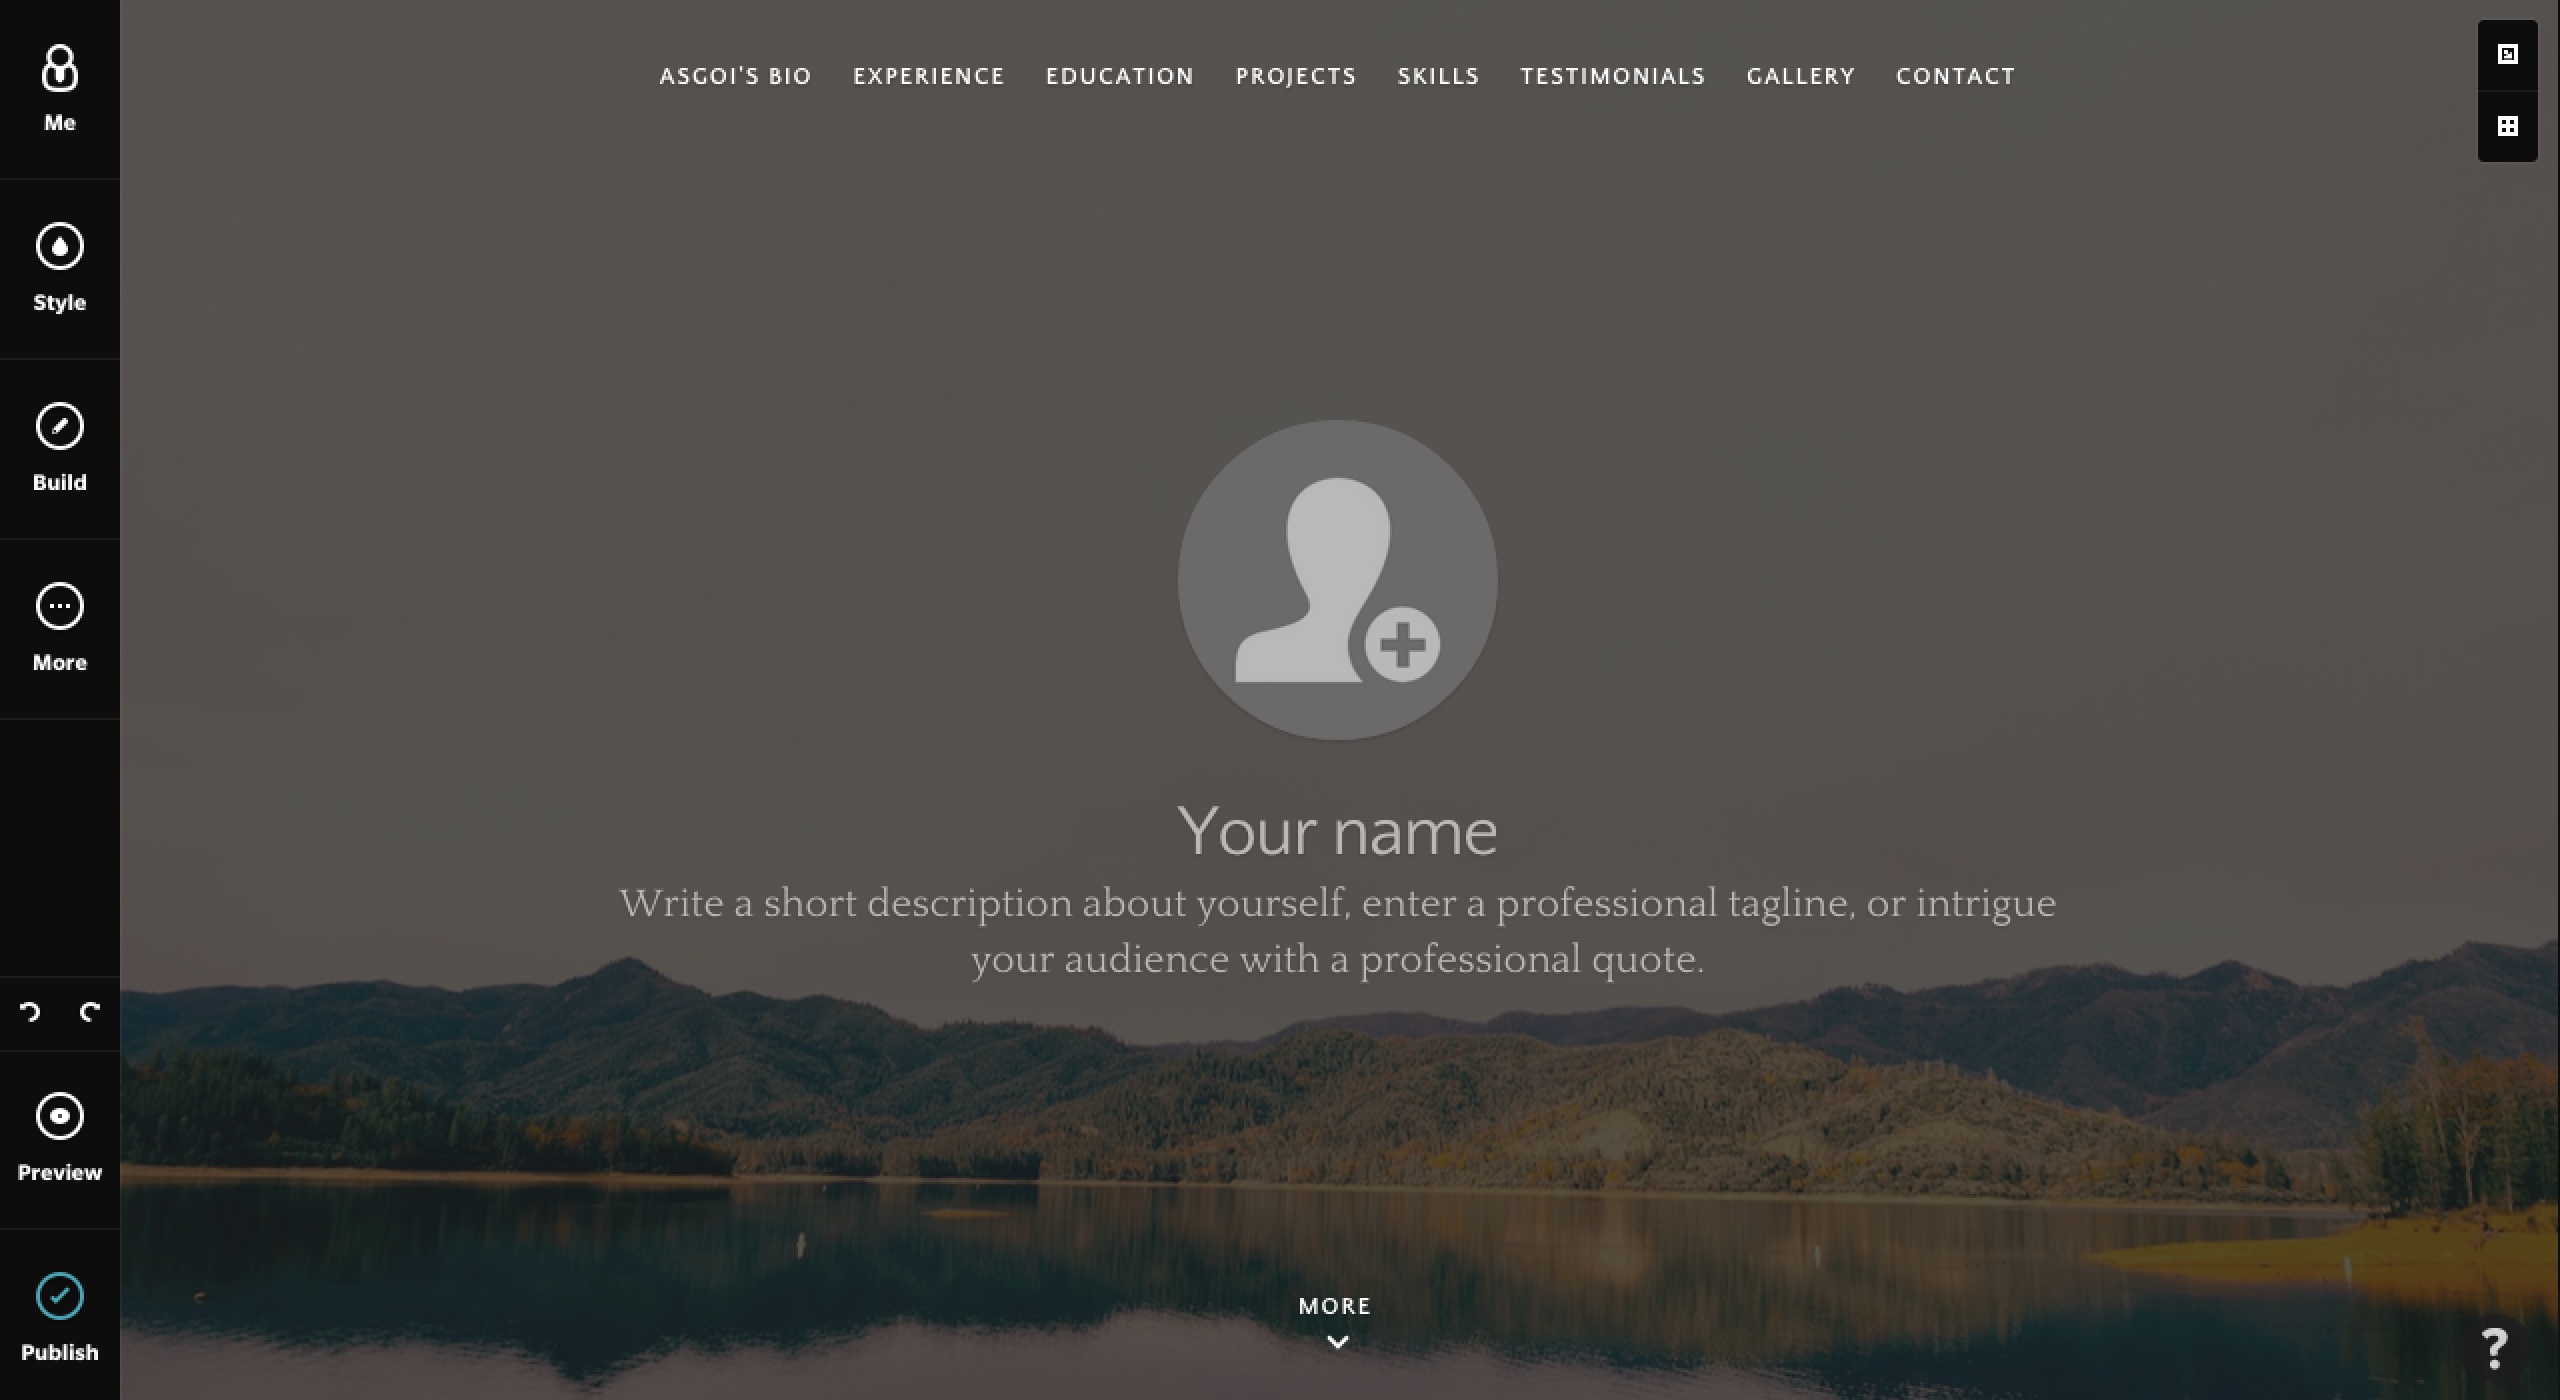 Me
Style
Build
More
Preview
Publish
ASGOI'S BIO EXPERIENCE EDUCATION PROJECTS SKILLS TESTIMONIALS GALLERY CONTACT
Your name
Write a short description about yourself, enter a professional tagline, or intrigue
your audience with a professional quote.
MORE
?